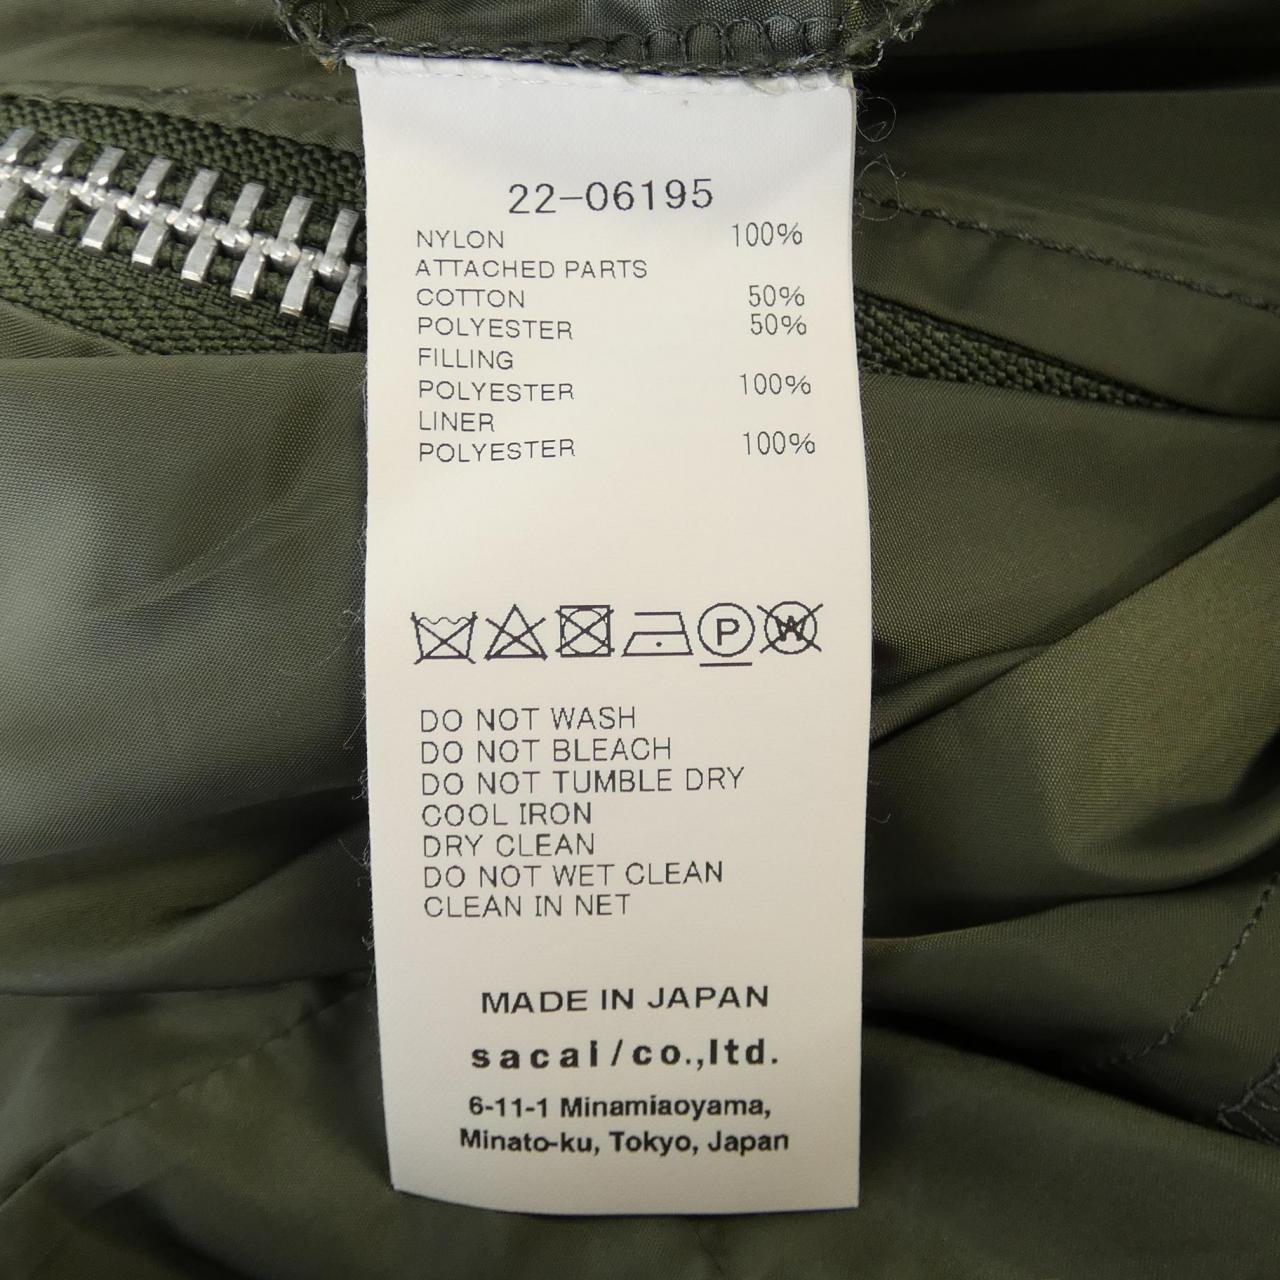 22-06195
NYLON 100%
ATTACHED PARTS
COTTON 50%
POLYESTER 50%
FILLING
POLYESTER 100%
LINER
POLYESTER 100%
P W
DO NOT WASH
DO NOT BLEACH
DO NOT TUMBLE DRY
COOL IRON
DRY CLEAN
DO NOT WET CLEAN
CLEAN IN NET
MADE IN JAPAN
sacai/co.,ltd.
6-11-1 Minamiaoyama,
Minato-ku, Tokyo, Japan